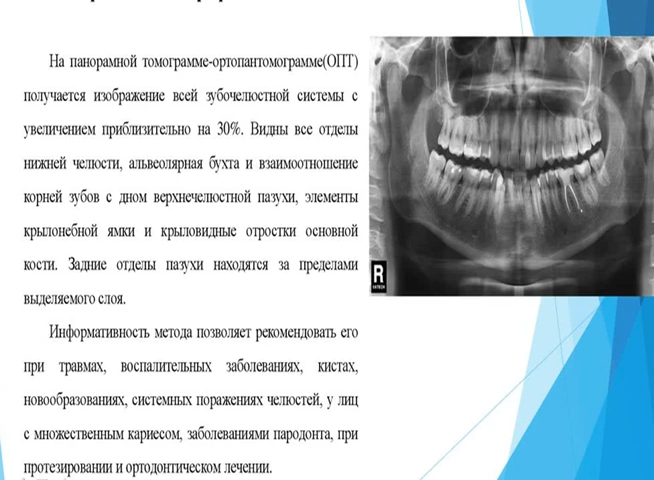 На панорамной томограмме-ортопантомограмме(ОПТ)
получается изображение всей зубочелюстной системы с
увеличением приблизительно на 30%. Видны все отделы
нижней челюсти, альвеолярная бухта и взаимоотношение
корней зубов с дном верхнечелюстной пазухи, элементы
крылонебной ямки и крыловидные отростки основной
кости. Задние отделы пазухи находятся за пределами
выделяемого слоя.
Информативность метода позволяет рекомендовать его
при травмах, воспалительных заболеваниях, кистах,
новообразованиях, системных поражениях челюстей, у лиц
с множественным кариесом, заболеваниями пародонта, при
протезировании и ортодонтическом лечении.
R